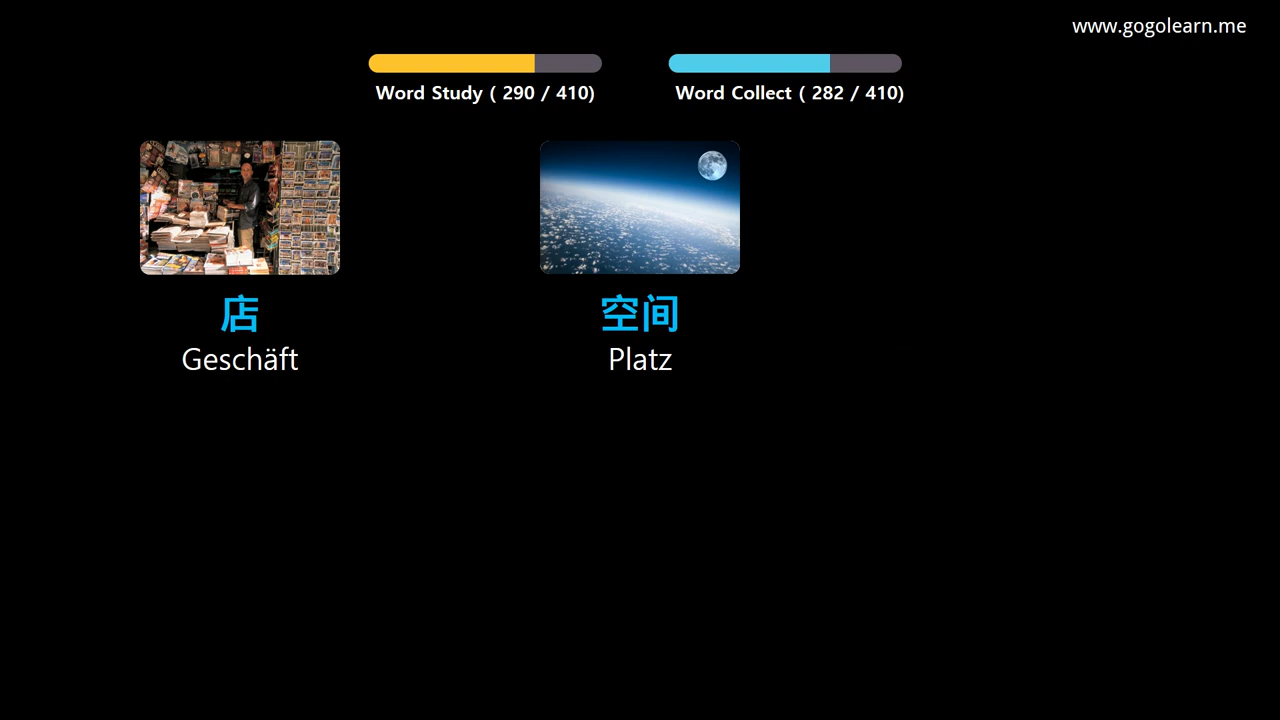 www.gogolearn.me
Word Study ( 290 / 410)
Word Collect ( 282 / 410)
店
Geschäft
空间
Platz